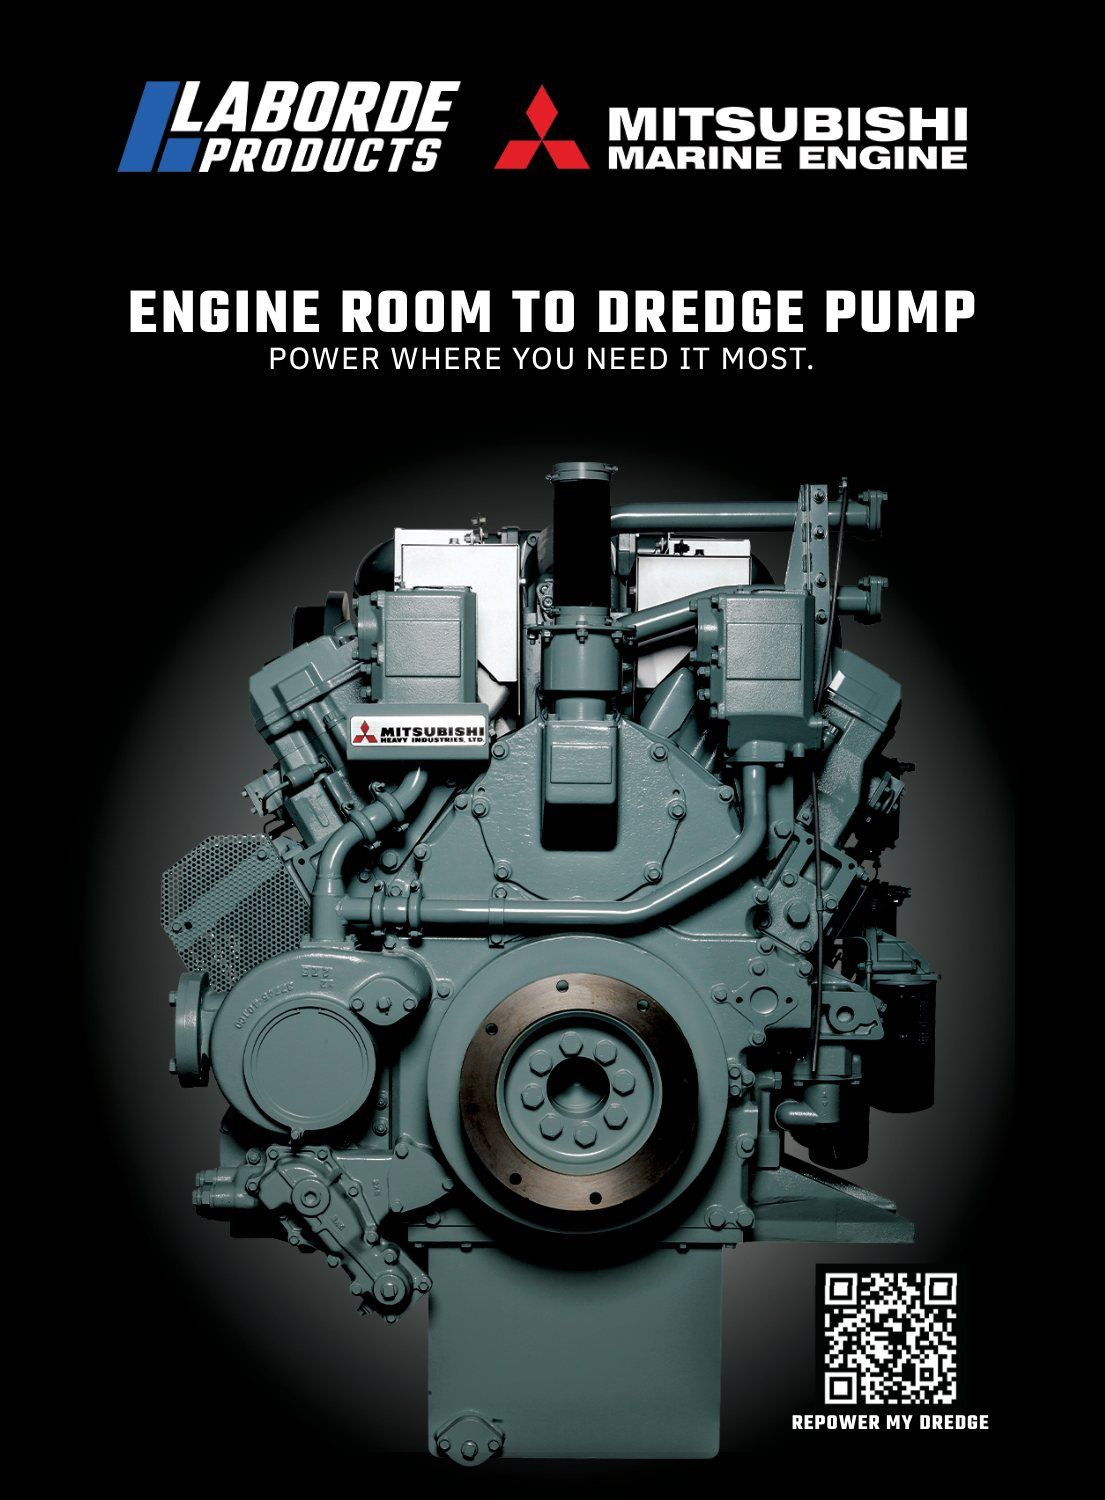 LABORDE
PRODUCTS
MITSUBISHI
MARINE ENGINE
ENGINE ROOM TO DREDGE PUMP
POWER WHERE YOU NEED IT MOST.
MITSUBISHI
HEAVY INDUSTRIES, LTD.
REPOWER MY DREDGE